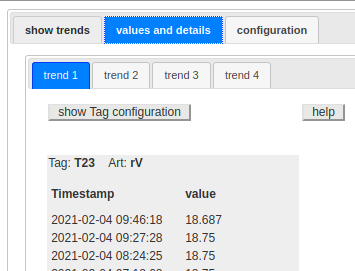 show trends values and details configuration
trend 1 trend 2 trend 3 trend 4
show Tag configuration help
Tag: T23 Art: rV
Timestamp value
2021-02-04 09:46:18 18.687
2021-02-04 09:27:28 18.75
2021-02-04 08:24:25 18.75